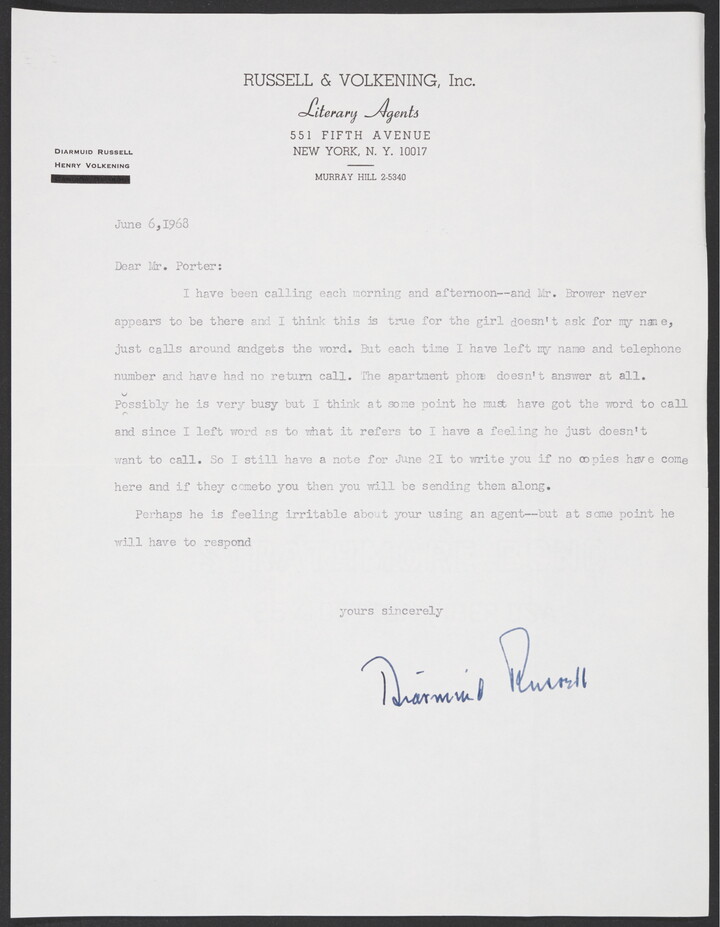 RUSSELL & VOLKENING, Inc.
Literary Agents
551 FIFTH AVENUE
NEW YORK, N. Y. 10017
MURRAY HILL 2-5340
DIARMUID RUSSELL
HENRY VOLKENING
June 6,I968
Dear Mr. Porter:
I have been calling each morning and afternoon--and Mr. Brower never
appears to be there and I think this is true for the girl doesn't ask for my name,
just calls around andgets the word. But each time I have left my name and telephone
number and have had no return call. The apartment phone doesn't answer at all.
Possibly he is very busy but I think at some point he must have got the word to call
and since I left word as to what it refers to I have a feeling he just doesn't
want to call. So I still have a note for June 2I to write you if no copies have come
here and if they cometo you then you will be sending them along.
Perhaps he is feeling irritable about your using an agent--but at some point he
will have to respond
yours sincerely
Diarmuid Russell